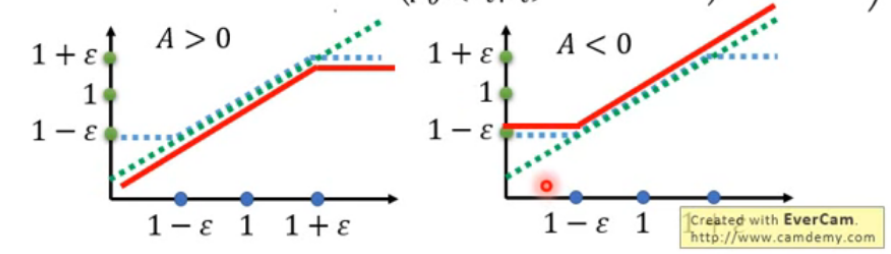 A > 0
1 + ε
1
1 − ε
1 − ε 1 1 + ε
A < 0
1 + ε
1
1 − ε
1 − ε 1
Created with EverCam.
http://www.camdemy.com